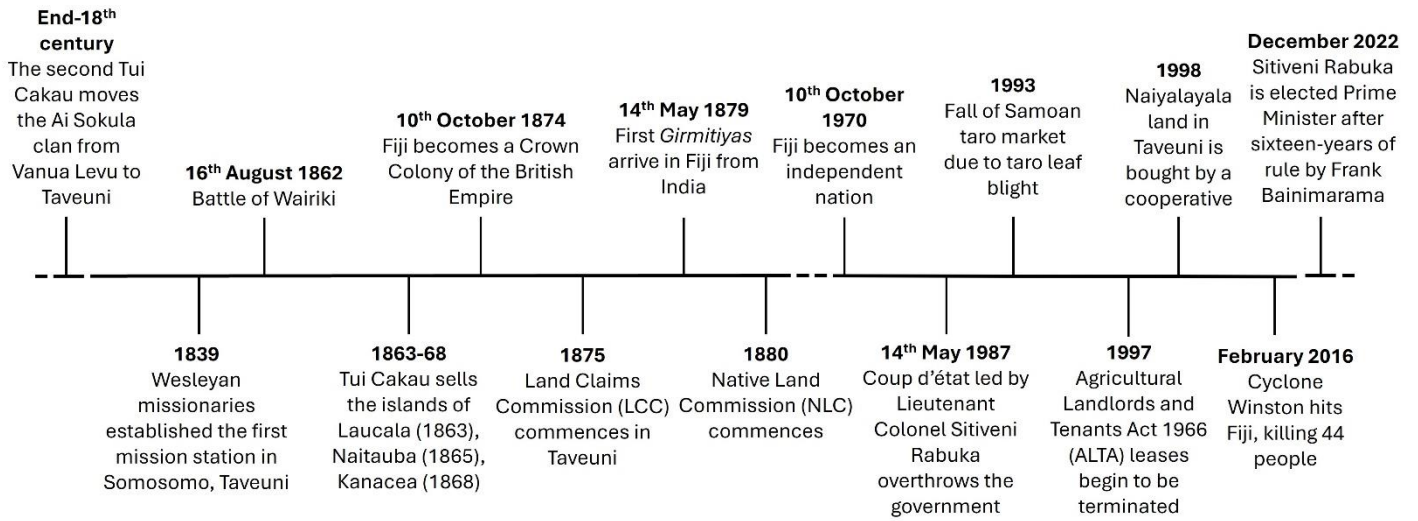 End-18th
century
The second Tui
Cakau moves
the Ai Sokula
clan from
Vanua Levu to
Taveuni
16th August 1862
Battle of Wairiki
10th October 1874
Fiji becomes a Crown
Colony of the British
Empire
14th May 1879
First Girmitiyas
arrive in Fiji from
India
10th October
1970
Fiji becomes an
independent
nation
1993
Fall of Samoan
taro market
due to taro leaf
blight
1998
Naiyalayala
land in
Taveuni is
bought by a
cooperative
December 2022
Sitiveni Rabuka
is elected Prime
Minister after
sixteen-years of
rule by Frank
Bainimarama
1839
Wesleyan
missionaries
established the first
mission station in
Somosomo, Taveuni
1863-68
Tui Cakau sells
the islands of
Laucala (1863),
Naitauba (1865),
Kanacea (1868)
1875
Land Claims
Commission (LCC)
commences in
Taveuni
1880
Native Land
Commission (NLC)
commences
14th May 1987
Coup d’état led by
Lieutenant
Colonel Sitiveni
Rabuka
overthrows the
government
1997
Agricultural
Landlords and
Tenants Act 1966
(ALTA) leases
begin to be
terminated
February 2016
Cyclone
Winston hits
Fiji, killing 44
people